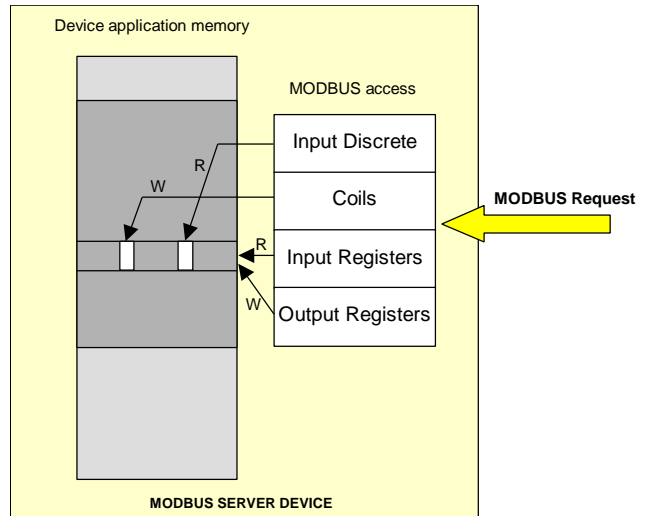 Device application memory
MODBUS access
Input Discrete
R
W
Coils
MODBUS Request
R
Input Registers
W
Output Registers
MODBUS SERVER DEVICE